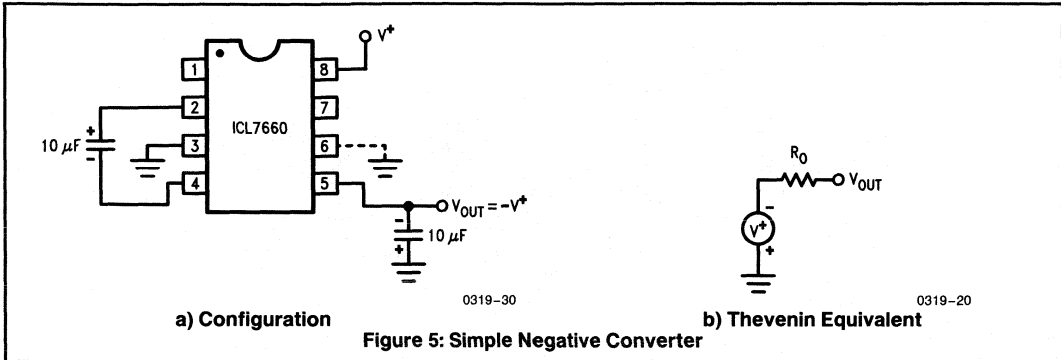 V+
1
8
2
7
ICL7660
+
10 μF
-
3
6
4
5
VOUT = -V+
-
10 μF
+
RO
VOUT
-
V+
+
0319-30
0319-20
a) Configuration
b) Thevenin Equivalent
Figure 5: Simple Negative Converter